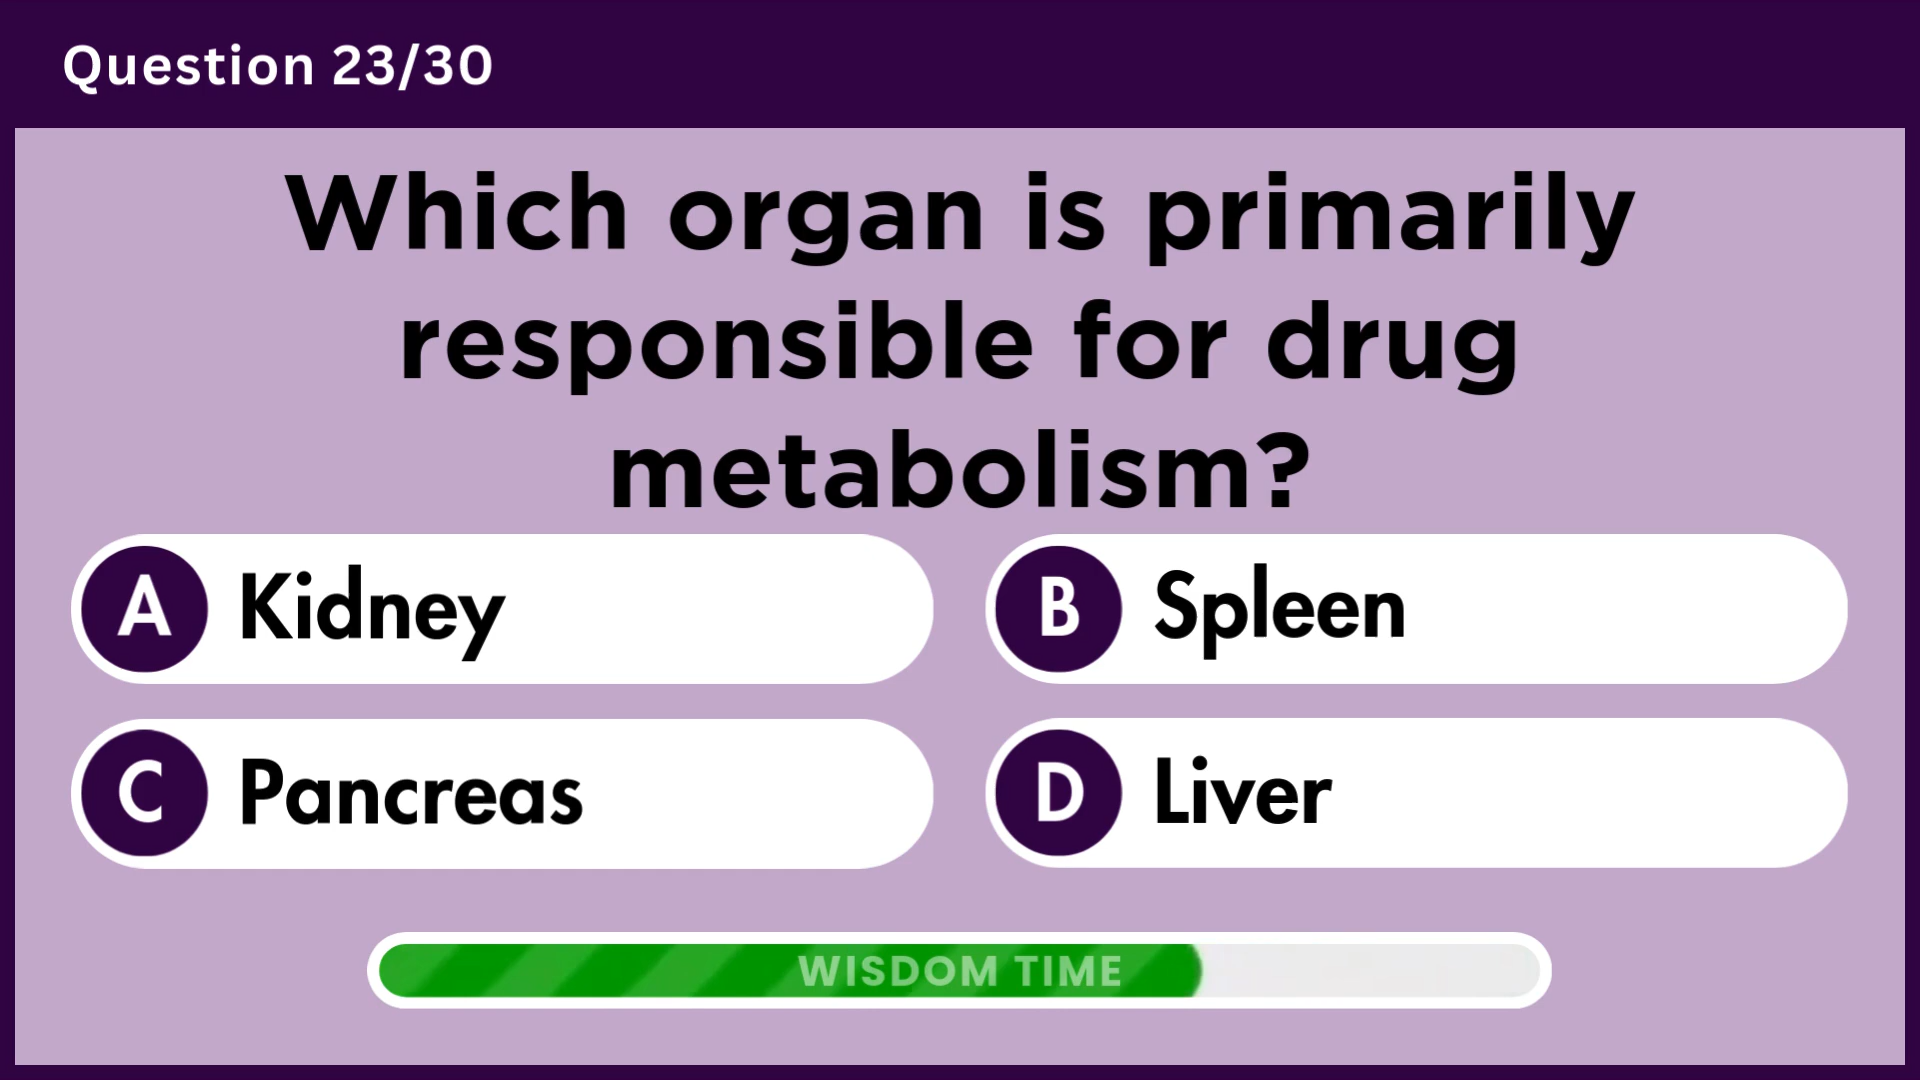 Question 23/30
Which organ is primarily
responsible for drug
metabolism?
A Kidney
B Spleen
C Pancreas
D Liver
WISDOM TIME